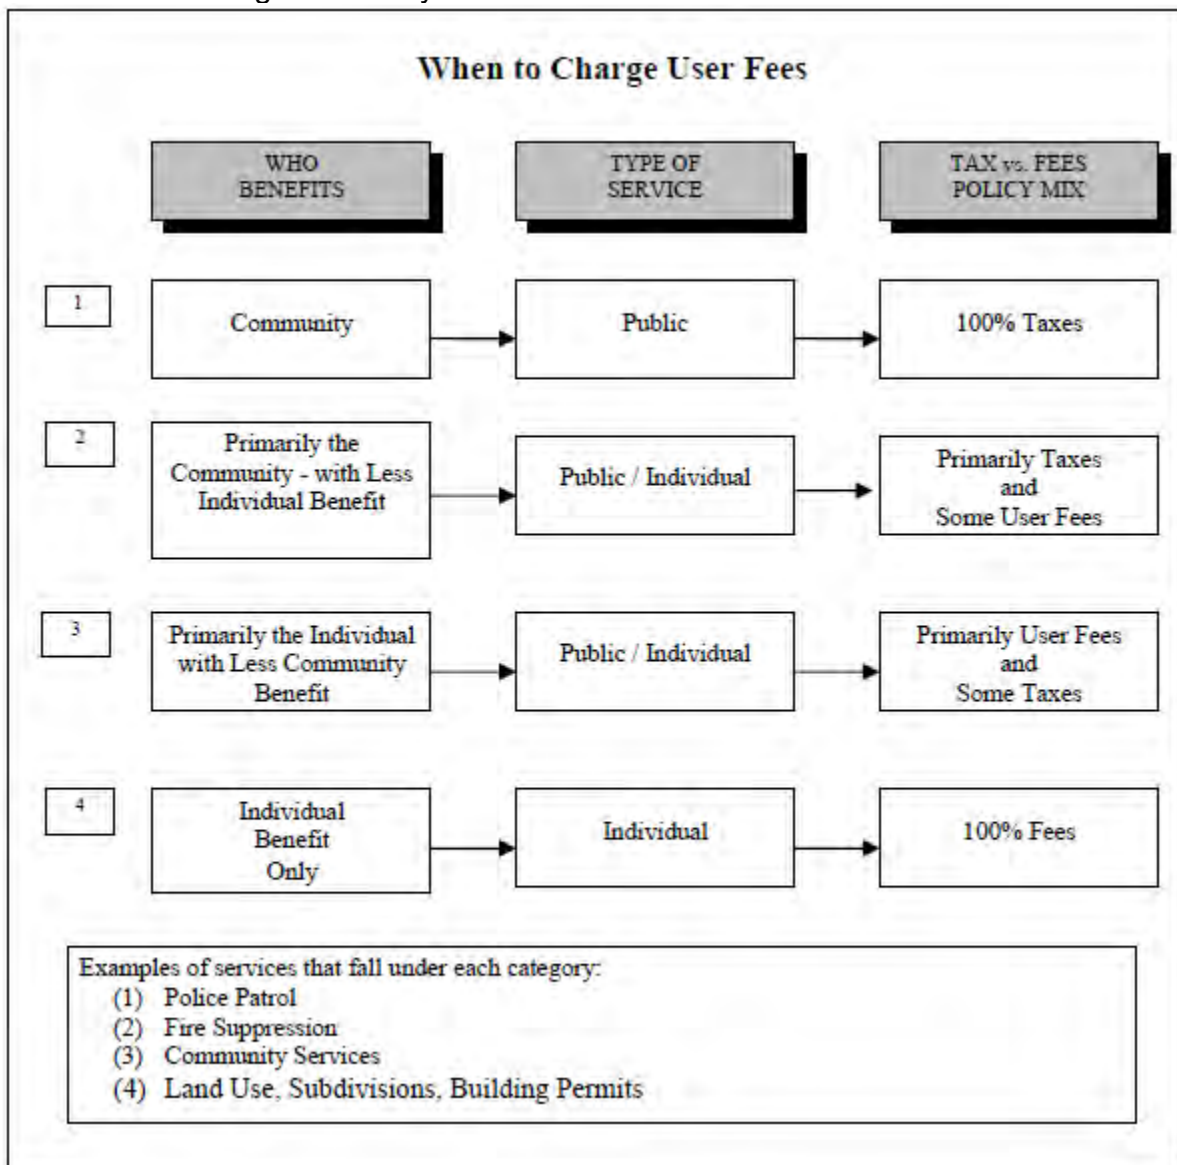 When to Charge User Fees
WHO
BENEFITS
TYPE OF
SERVICE
TAX vs. FEES
POLICY MIX
1
Community
Public
100% Taxes
2
Primarily the
Community - with Less
Individual Benefit
Public / Individual
Primarily Taxes
and
Some User Fees
3
Primarily the Individual
with Less Community
Benefit
Public / Individual
Primarily User Fees
and
Some Taxes
4
Individual
Benefit
Only
Individual
100% Fees
Examples of services that fall under each category:
(1) Police Patrol
(2) Fire Suppression
(3) Community Services
(4) Land Use, Subdivisions, Building Permits